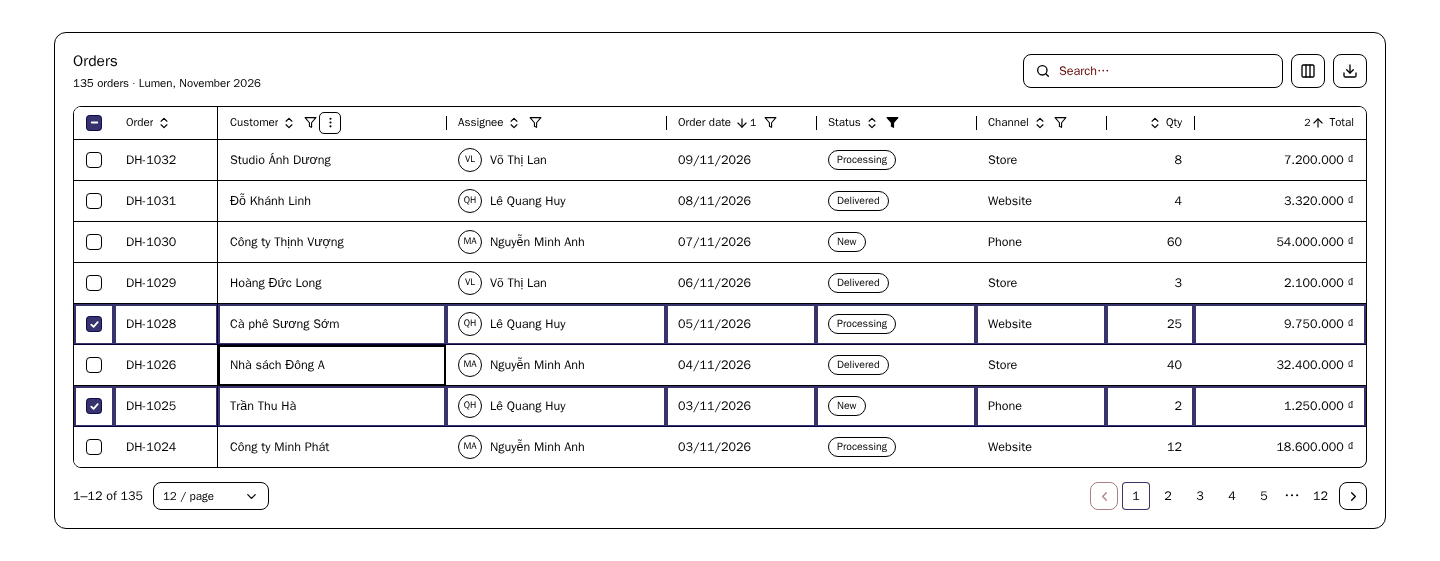 Orders
135 orders · Lumen, November 2026
Search…
Order Customer Assignee Order date 1 Status Channel Qty 2 Total
DH-1032 Studio Ánh Dương VL Võ Thị Lan 09/11/2026 Processing Store 8 7.200.000 ₫
DH-1031 Đỗ Khánh Linh QH Lê Quang Huy 08/11/2026 Delivered Website 4 3.320.000 ₫
DH-1030 Công ty Thịnh Vượng MA Nguyễn Minh Anh 07/11/2026 New Phone 60 54.000.000 ₫
DH-1029 Hoàng Đức Long VL Võ Thị Lan 06/11/2026 Delivered Store 3 2.100.000 ₫
DH-1028 Cà phê Sương Sớm QH Lê Quang Huy 05/11/2026 Processing Website 25 9.750.000 ₫
DH-1026 Nhà sách Đông A MA Nguyễn Minh Anh 04/11/2026 Delivered Store 40 32.400.000 ₫
DH-1025 Trần Thu Hà QH Lê Quang Huy 03/11/2026 New Phone 2 1.250.000 ₫
DH-1024 Công ty Minh Phát MA Nguyễn Minh Anh 03/11/2026 Processing Website 12 18.600.000 ₫
1–12 of 135 12 / page 1 2 3 4 5 ··· 12